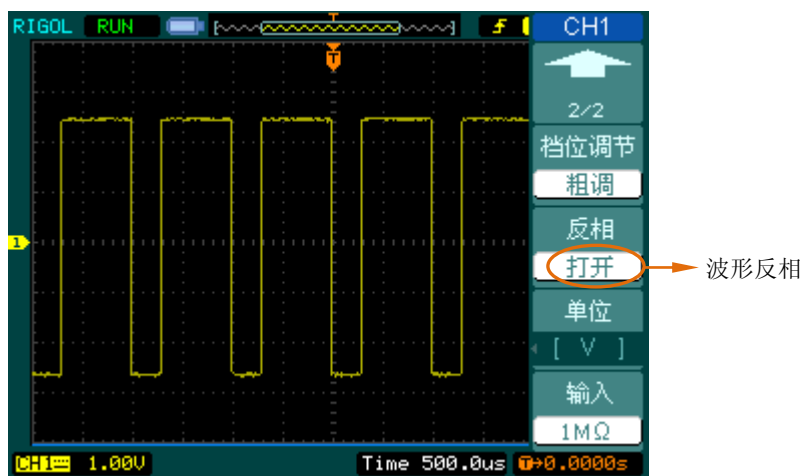 RIGOL RUN T CH1
T
2/2
档位调节
粗调
反相
打开
波形反相
单位
[ V ]
输入
1MΩ
1
CH1 1.00V Time 500.0us T→0.0000s